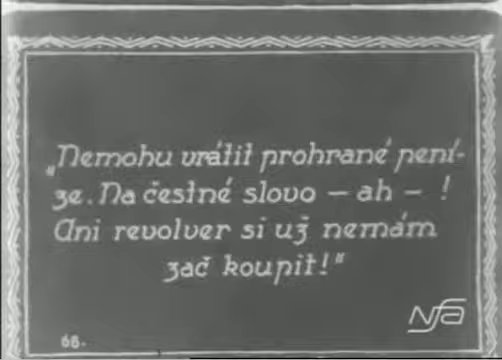 „Nemohu vrátit prohrané pení-
ze. Na čestné slovo – ah – !
Ani revolver si už nemám
zač koupit!“
nfa
68.